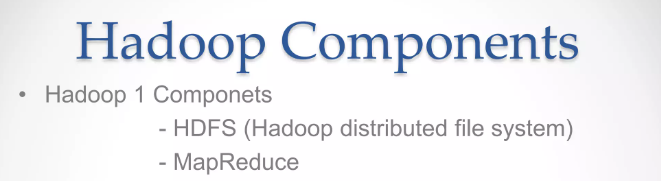 Hadoop Components
• Hadoop 1 Componets
- HDFS (Hadoop distributed file system)
- MapReduce